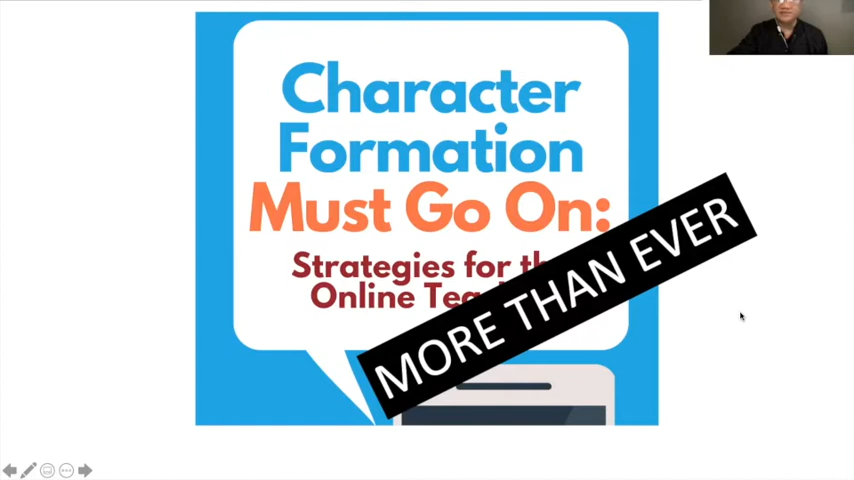 Character
Formation
Must Go On:
Strategies for
Online
MORE THAN EVER